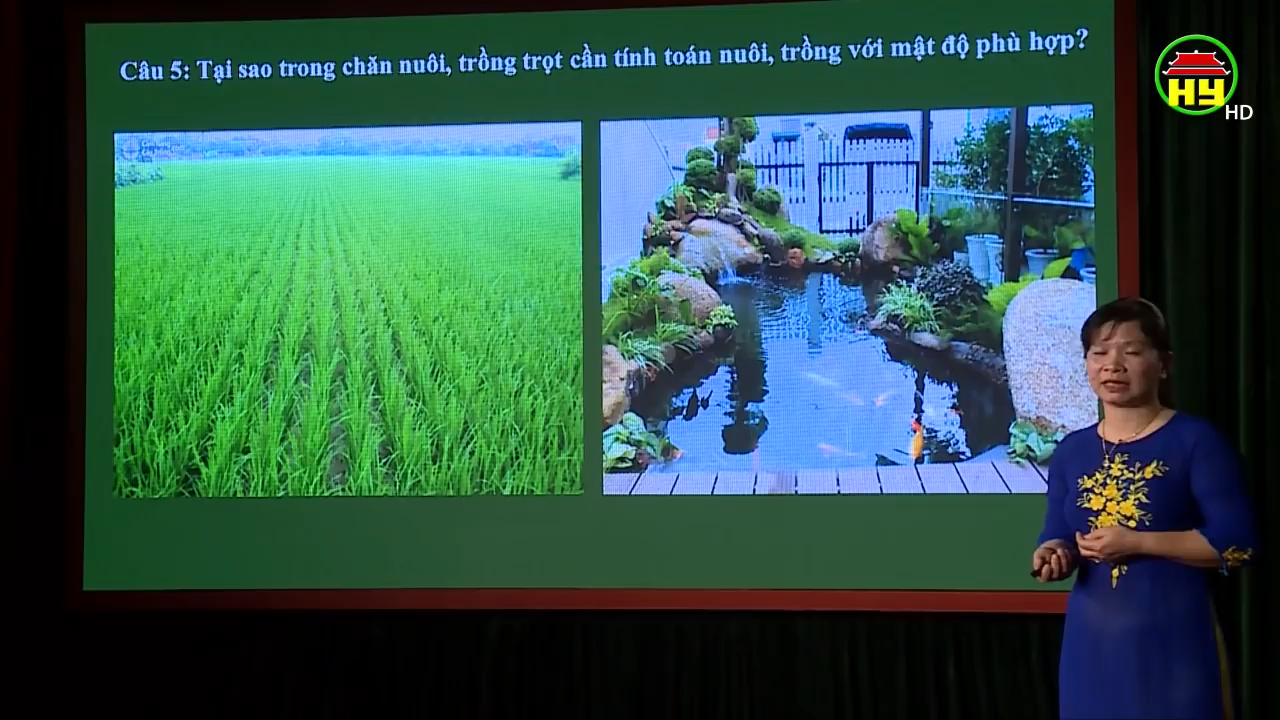 Câu 5: Tại sao trong chăn nuôi, trồng trọt cần tính toán nuôi, trồng với mật độ phù hợp?
HY
HD